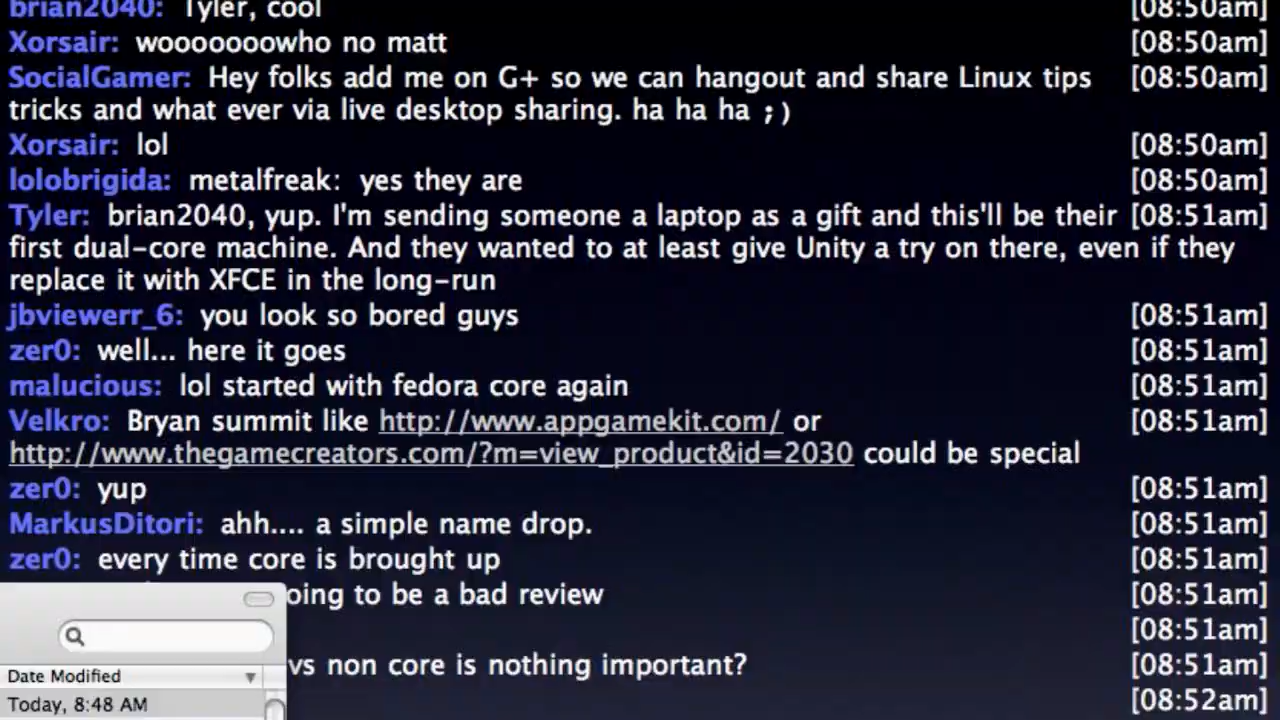 brian2040: Tyler, cool [08:50am]
Xorsair: wooooooowho no matt [08:50am]
SocialGamer: Hey folks add me on G+ so we can hangout and share Linux tips [08:50am]
tricks and what ever via live desktop sharing. ha ha ha ;)
Xorsair: lol [08:50am]
lolobrigida: metalfreak: yes they are [08:50am]
Tyler: brian2040, yup. I'm sending someone a laptop as a gift and this'll be their [08:51am]
first dual-core machine. And they wanted to at least give Unity a try on there, even if they
replace it with XFCE in the long-run
jbviewerr_6: you look so bored guys [08:51am]
zer0: well... here it goes [08:51am]
malucious: lol started with fedora core again [08:51am]
Velkro: Bryan summit like http://www.appgamekit.com/ or [08:51am]
http://www.thegamecreators.com/?m=view_product&id=2030 could be special
zer0: yup [08:51am]
MarkusDitori: ahh.... a simple name drop. [08:51am]
zer0: every time core is brought up [08:51am]
oing to be a bad review [08:51am]
[08:51am]
vs non core is nothing important? [08:51am]
[08:52am]
Date Modified
Today, 8:48 AM